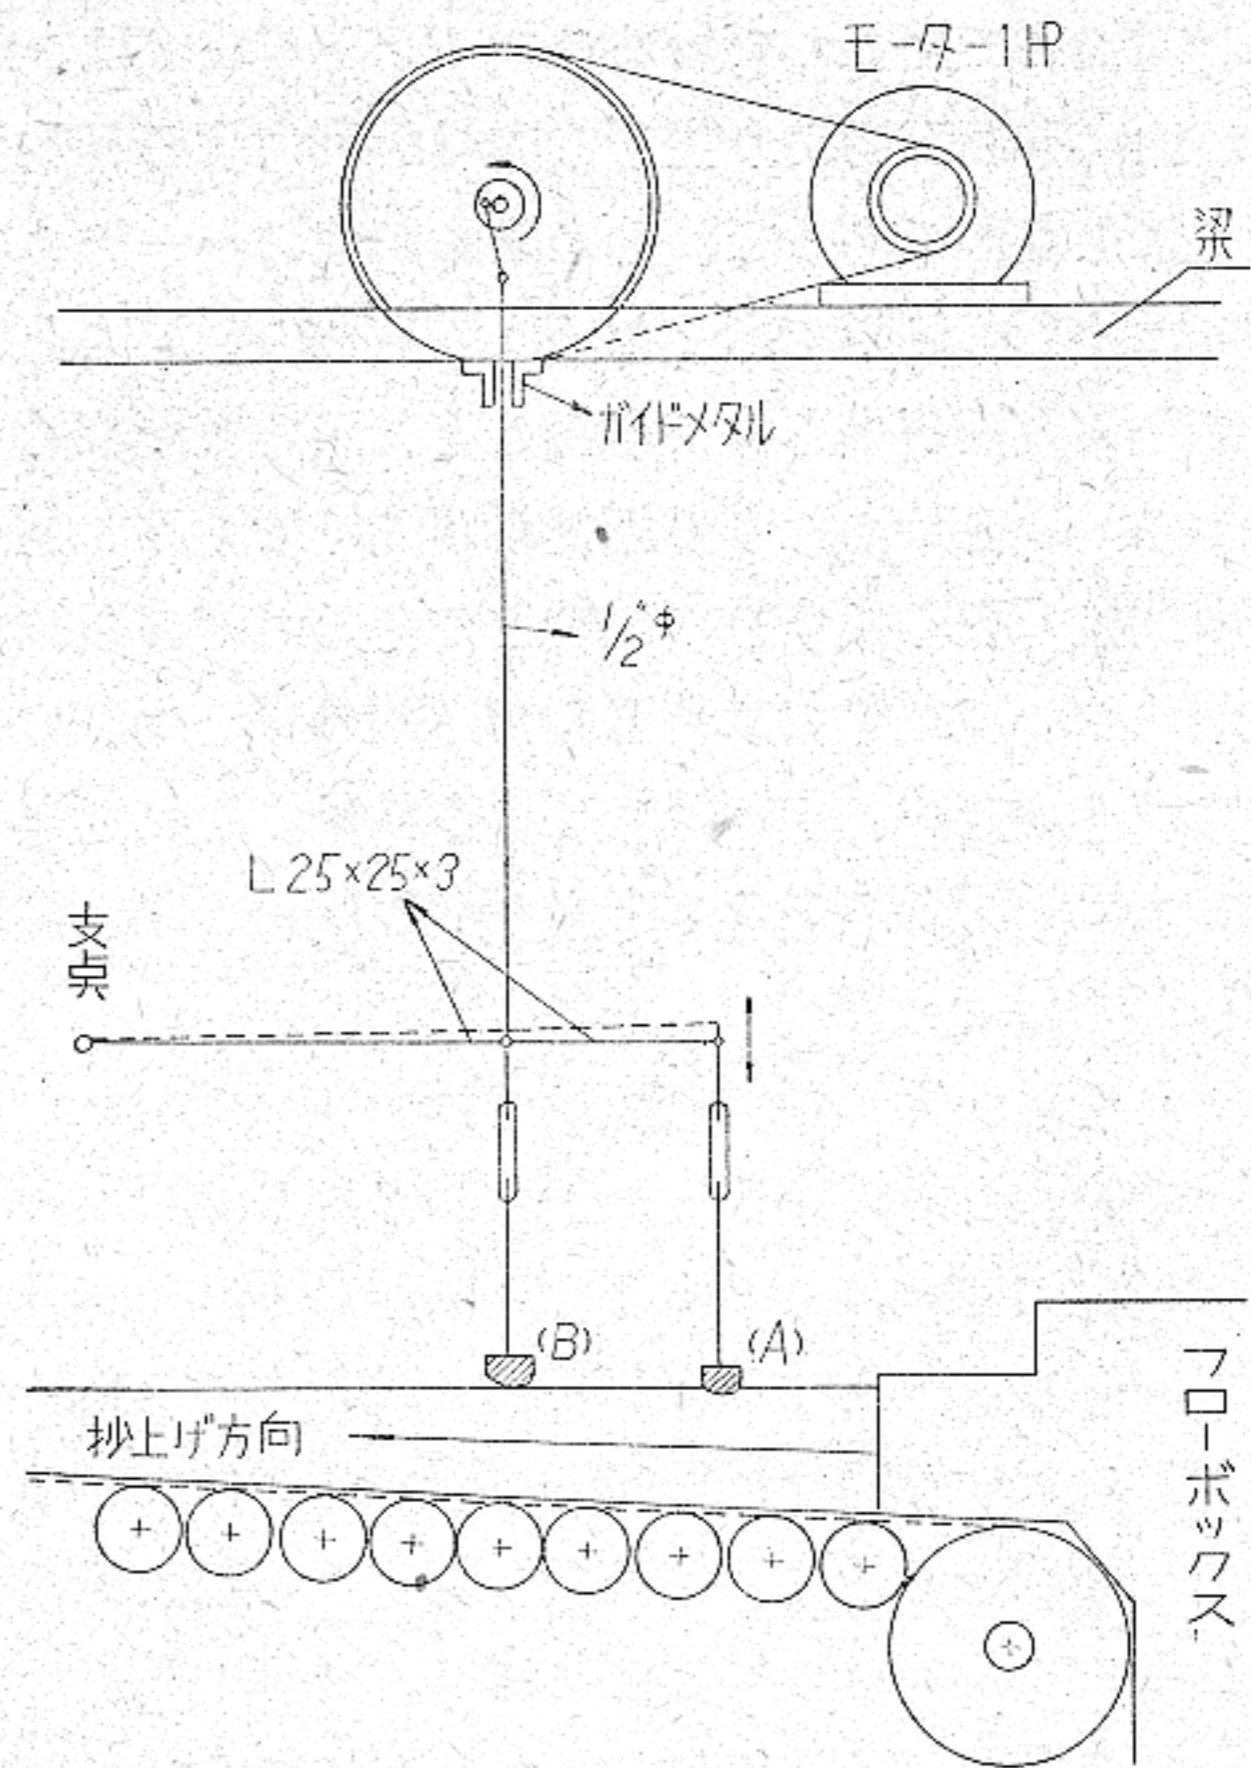 モーター1HP
梁
ガイドメタル
1/2"φ
L 25×25×3
支点
(B)
(A)
フローボックス
抄上げ方向